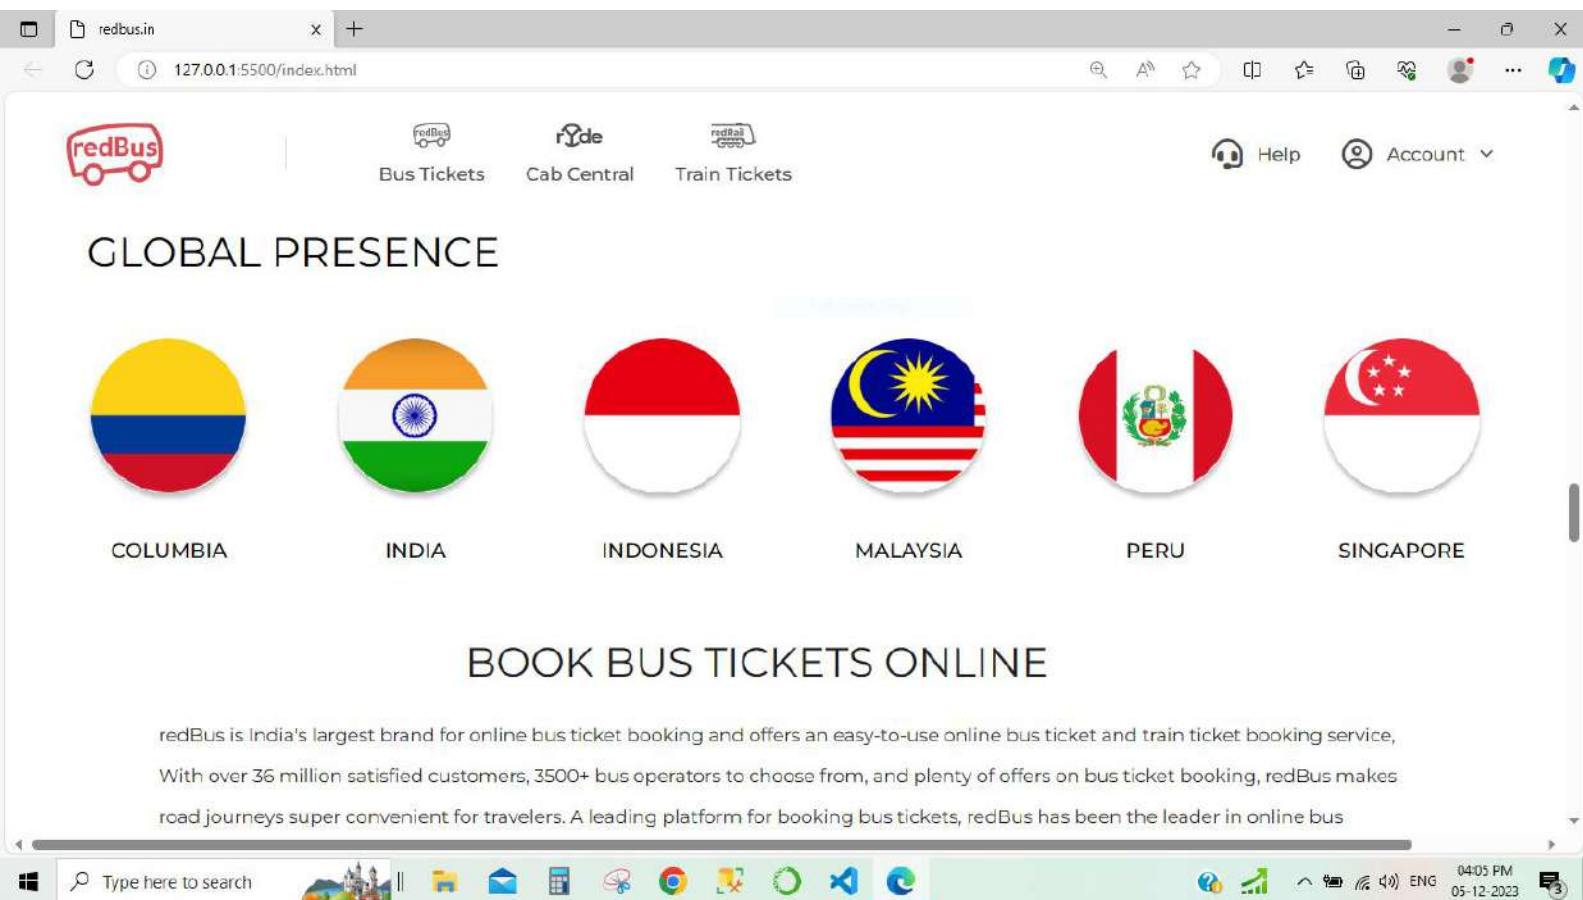 redbus.in
127.0.0.1:5500/index.html
redBus
redBus
Bus Tickets
rYde
Cab Central
redRail
Train Tickets
Help
Account
GLOBAL PRESENCE
COLUMBIA
INDIA
INDONESIA
MALAYSIA
PERU
SINGAPORE
BOOK BUS TICKETS ONLINE
redBus is India's largest brand for online bus ticket booking and offers an easy-to-use online bus ticket and train ticket booking service,
With over 36 million satisfied customers, 3500+ bus operators to choose from, and plenty of offers on bus ticket booking, redBus makes
road journeys super convenient for travelers. A leading platform for booking bus tickets, redBus has been the leader in online bus
Type here to search
ENG
04:05 PM
05-12-2023
3